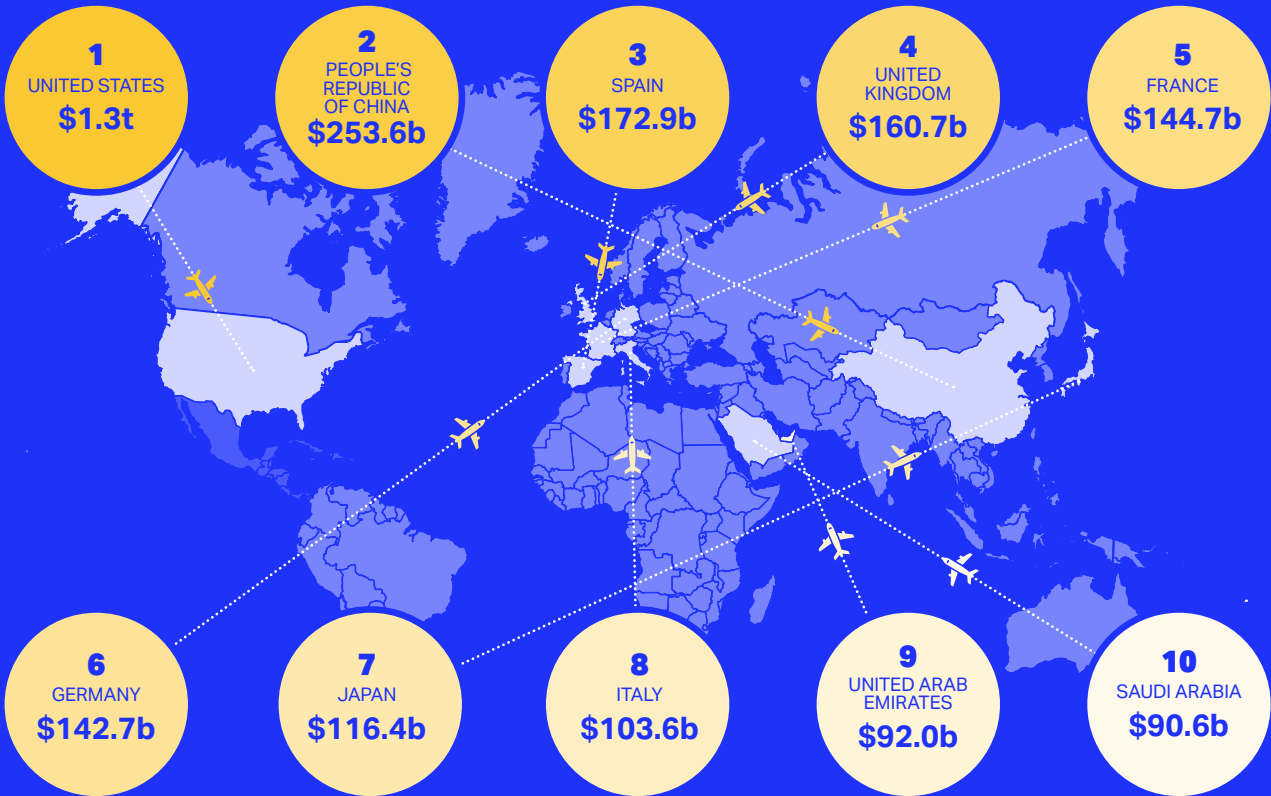 1
UNITED STATES
$1.3t
2
PEOPLE'S
REPUBLIC
OF CHINA
$253.6b
3
SPAIN
$172.9b
4
UNITED
KINGDOM
$160.7b
5
FRANCE
$144.7b
6
GERMANY
$142.7b
7
JAPAN
$116.4b
8
ITALY
$103.6b
9
UNITED ARAB
EMIRATES
$92.0b
10
SAUDI ARABIA
$90.6b